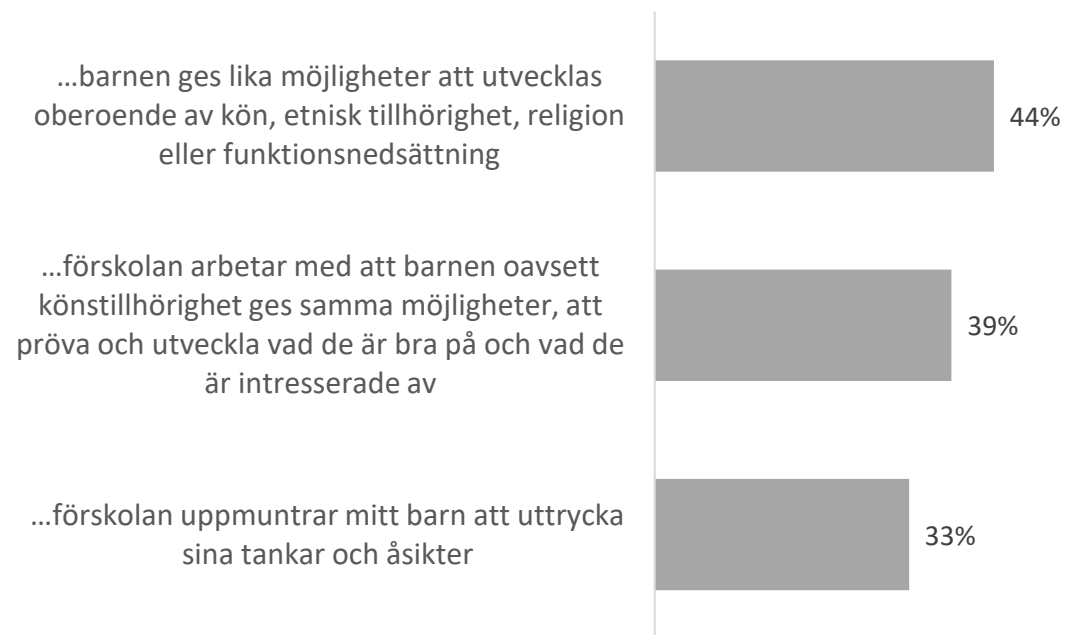 …barnen ges lika möjligheter att utvecklas
oberoende av kön, etnisk tillhörighet, religion
eller funktionsnedsättning
44%
…förskolan arbetar med att barnen oavsett
könstillhörighet ges samma möjligheter, att
pröva och utveckla vad de är bra på och vad de
är intresserade av
39%
…förskolan uppmuntrar mitt barn att uttrycka
sina tankar och åsikter
33%